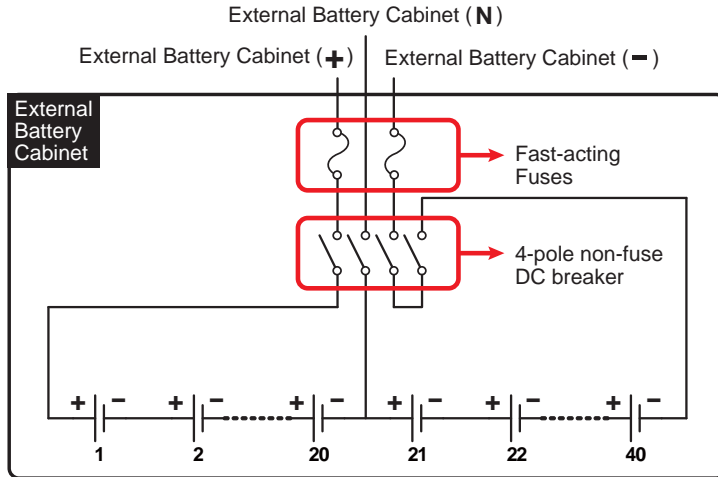 External Battery Cabinet (N)
External Battery Cabinet (+)
External Battery Cabinet (−)
External
Battery
Cabinet
Fast-acting
Fuses
4-pole non-fuse
DC breaker
+ − + − + − + − + − + −
1 2 20 21 22 40